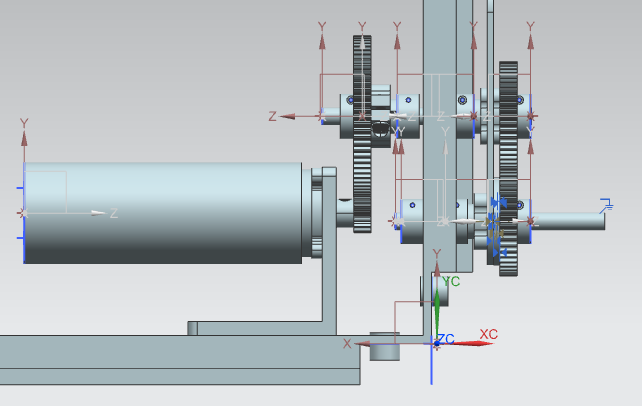 Y Y Y Y Y
Z X X Z Z X
Y Y Y Y
Y
X Z X Z Z X
Y
YC
X ZC XC